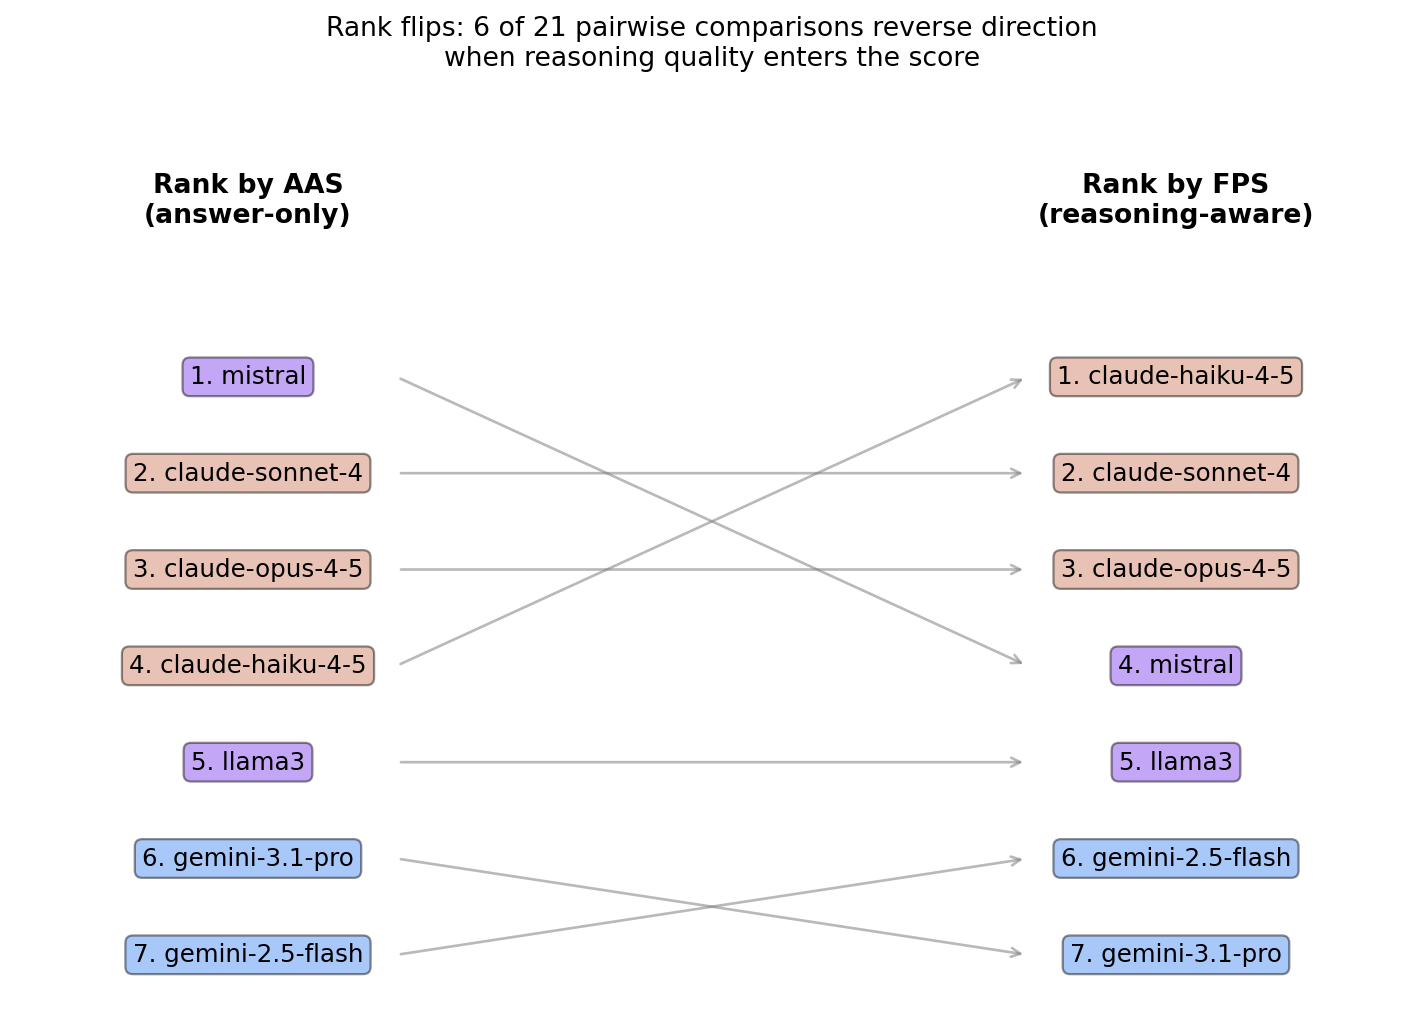 Rank flips: 6 of 21 pairwise comparisons reverse direction
when reasoning quality enters the score
Rank by AAS
(answer-only)
Rank by FPS
(reasoning-aware)
1. mistral
1. claude-haiku-4-5
2. claude-sonnet-4
2. claude-sonnet-4
3. claude-opus-4-5
3. claude-opus-4-5
4. claude-haiku-4-5
4. mistral
5. llama3
5. llama3
6. gemini-3.1-pro
6. gemini-2.5-flash
7. gemini-2.5-flash
7. gemini-3.1-pro